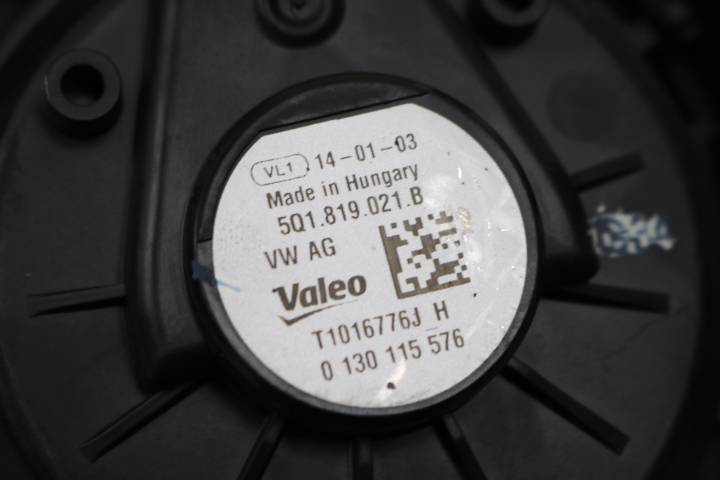 VL1 14-01-03
Made in Hungary
5Q1.819.021.B
VW AG
Valeo
T1016776J H
0 130 115 576